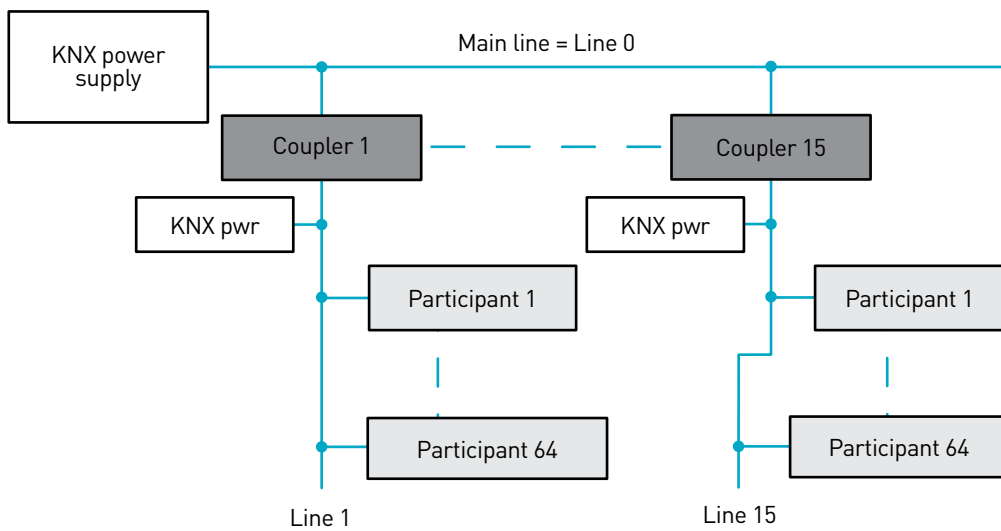 KNX power
supply
Main line = Line 0
Coupler 1
Coupler 15
KNX pwr
KNX pwr
Participant 1
Participant 1
Participant 64
Participant 64
Line 1
Line 15